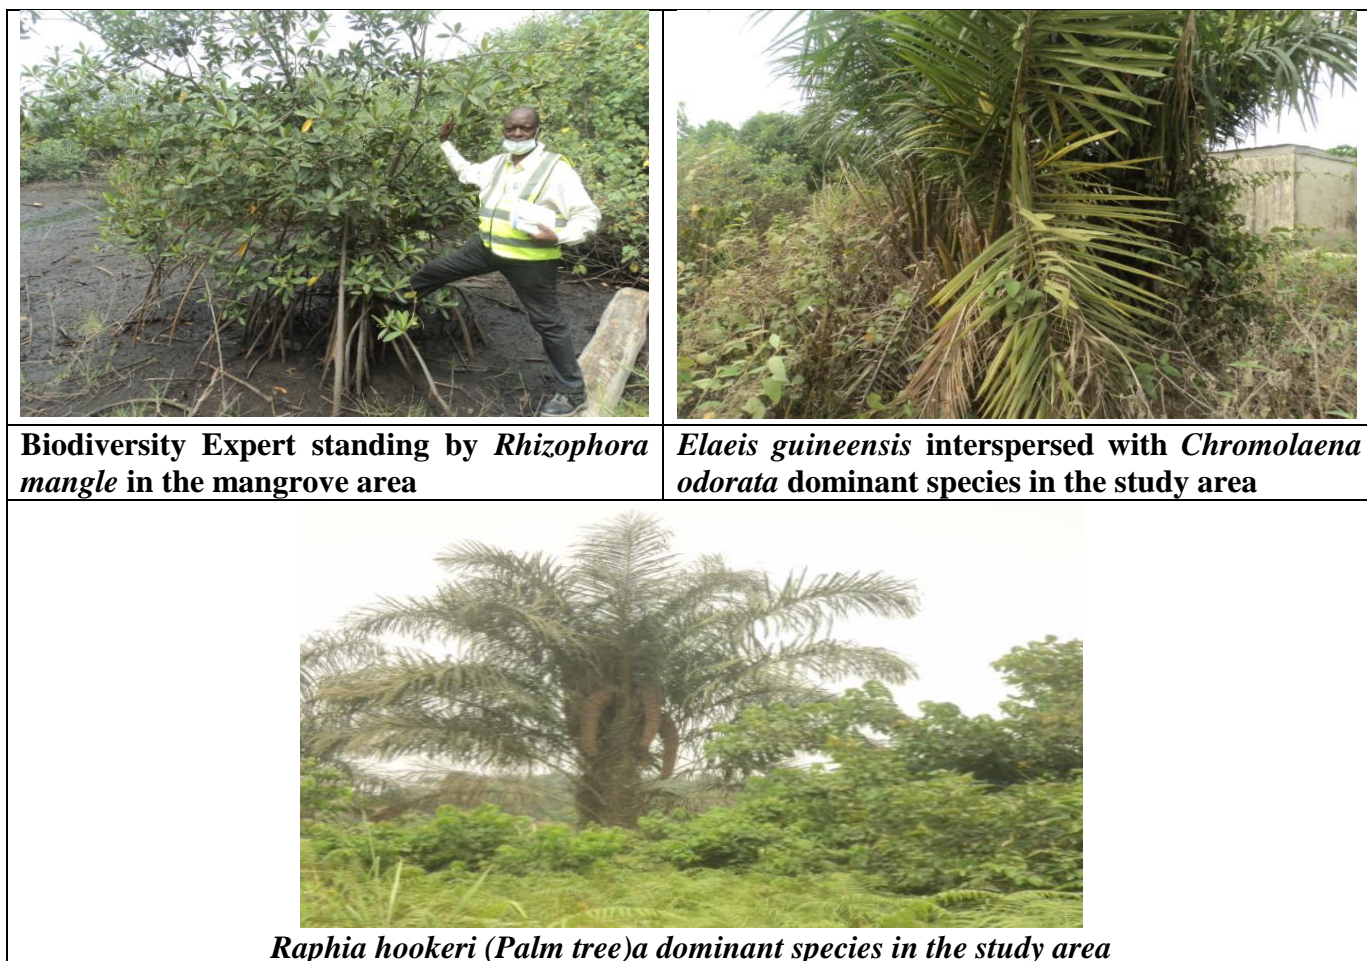 Biodiversity Expert standing by Rhizophora
mangle in the mangrove area
Elaeis guineensis interspersed with Chromolaena
odorata dominant species in the study area
Raphia hookeri (Palm tree)a dominant species in the study area